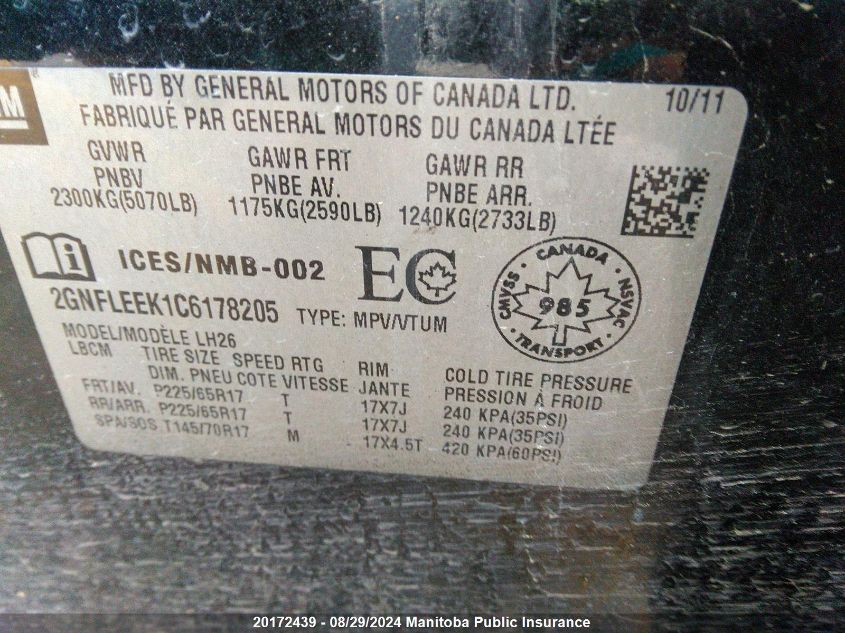 GM
MFD BY GENERAL MOTORS OF CANADA LTD. 10/11
FABRIQUÉ PAR GENERAL MOTORS DU CANADA LTÉE
GVWR GAWR FRT GAWR RR
PNBV PNBE AV. PNBE ARR.
2300KG(5070LB) 1175KG(2590LB) 1240KG(2733LB)
i ICES/NMB-002 EC
CANADA
CMVSS 985 NSVAC
TRANSPORT
2GNFLEEK1C6178205 TYPE: MPV/VTUM
MODEL/MODÈLE LH26
LBCM TIRE SIZE SPEED RTG RIM COLD TIRE PRESSURE
DIM. PNEU COTE VITESSE JANTE PRESSION À FROID
FRT/AV. P225/65R17 T 17X7J 240 KPA(35PSI)
RR/ARR. P225/65R17 T 17X7J 240 KPA(35PSI)
SPA/SOS T145/70R17 M 17X4.5T 420 KPA(60PSI)
20172439 - 08/29/2024 Manitoba Public Insurance